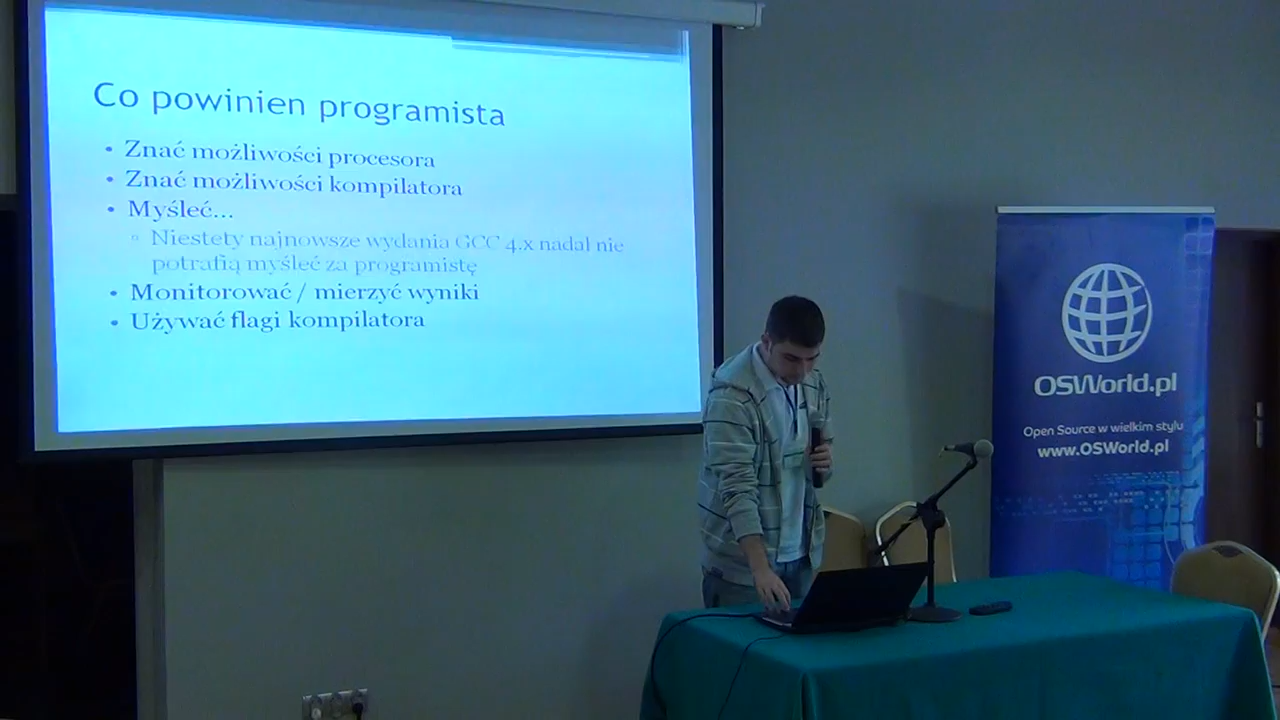 Co powinien programista
• Znać możliwości procesora
• Znać możliwości kompilatora
• Myśleć...
▫ Niestety najnowsze wydania GCC 4.x nadal nie
potrafią myśleć za programistę
• Monitorować / mierzyć wyniki
• Używać flagi kompilatora
OSWorld.pl
Open Source w wielkim stylu
www.OSWorld.pl